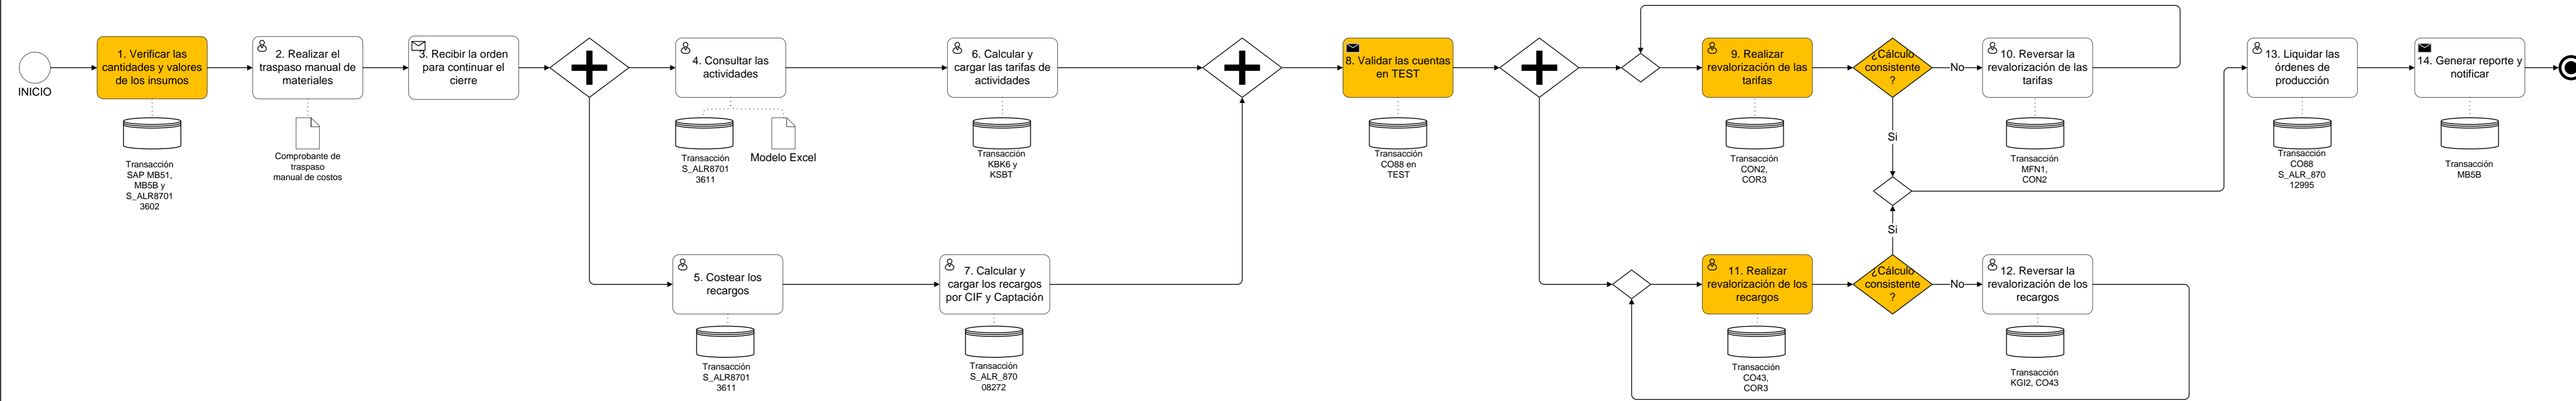 INICIO
1. Verificar las
cantidades y valores
de los insumos
Transacción
SAP MB51,
MB5B y
S_ALR8701
3602
2. Realizar el
traspaso manual de
materiales
Comprobante de
traspaso
manual de costos
3. Recibir la orden
para continuar el
cierre
4. Consultar las
actividades
Transacción
S_ALR8701
3611
Modelo Excel
6. Calcular y
cargar las tarifas de
actividades
Transacción
KBK6 y
KSBT
5. Costear los
recargos
Transacción
S_ALR8701
3611
7. Calcular y
cargar los recargos
por CIF y Captación
Transacción
S_ALR_870
08272
8. Validar las cuentas
en TEST
Transacción
CO88 en
TEST
9. Realizar
revalorización de las
tarifas
Transacción
CON2,
COR3
¿Cálculo
consistente
?
No
Si
10. Reversar la
revalorización de las
tarifas
Transacción
MFN1,
CON2
11. Realizar
revalorización de los
recargos
Transacción
CO43,
COR3
¿Cálculo
consistente
?
No
Si
12. Reversar la
revalorización de los
recargos
Transacción
KGI2, CO43
13. Liquidar las
órdenes de
producción
Transacción
CO88
S_ALR_870
12995
14. Generar reporte y
notificar
Transacción
MB5B